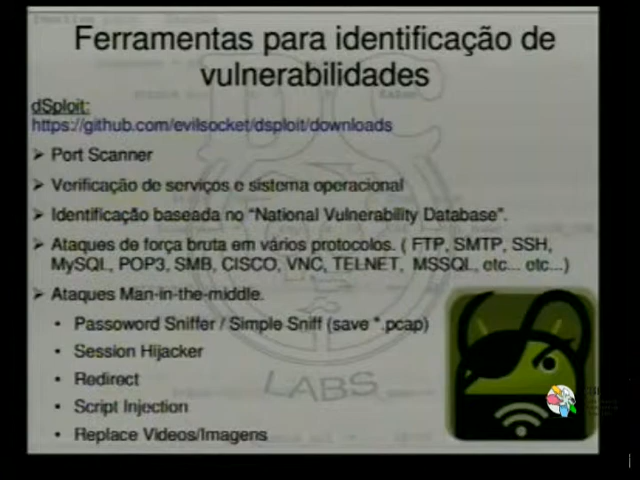 Ferramentas para identificação de
vulnerabilidades
dSploit:
https://github.com/evilsocket/dsploit/downloads
➢ Port Scanner
➢ Verificação de serviços e sistema operacional
➢ Identificação baseada no “National Vulnerability Database”.
➢ Ataques de força bruta em vários protocolos. ( FTP, SMTP, SSH,
MySQL, POP3, SMB, CISCO, VNC, TELNET, MSSQL, etc... etc...)
➢ Ataques Man-in-the-middle.
• Passoword Sniffer / Simple Sniff (save *.pcap)
• Session Hijacker
• Redirect
• Script Injection
• Replace Videos/Imagens
LABS